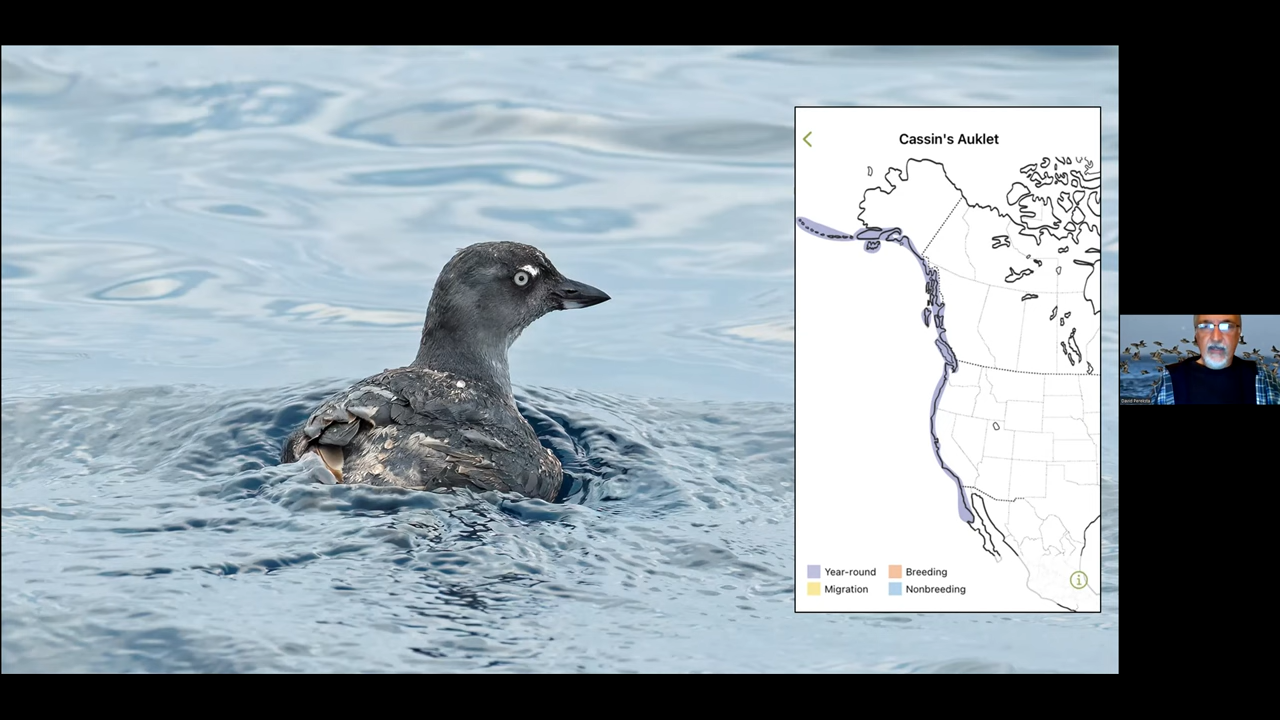 Cassin's Auklet
Year-round
Breeding
Migration
Nonbreeding